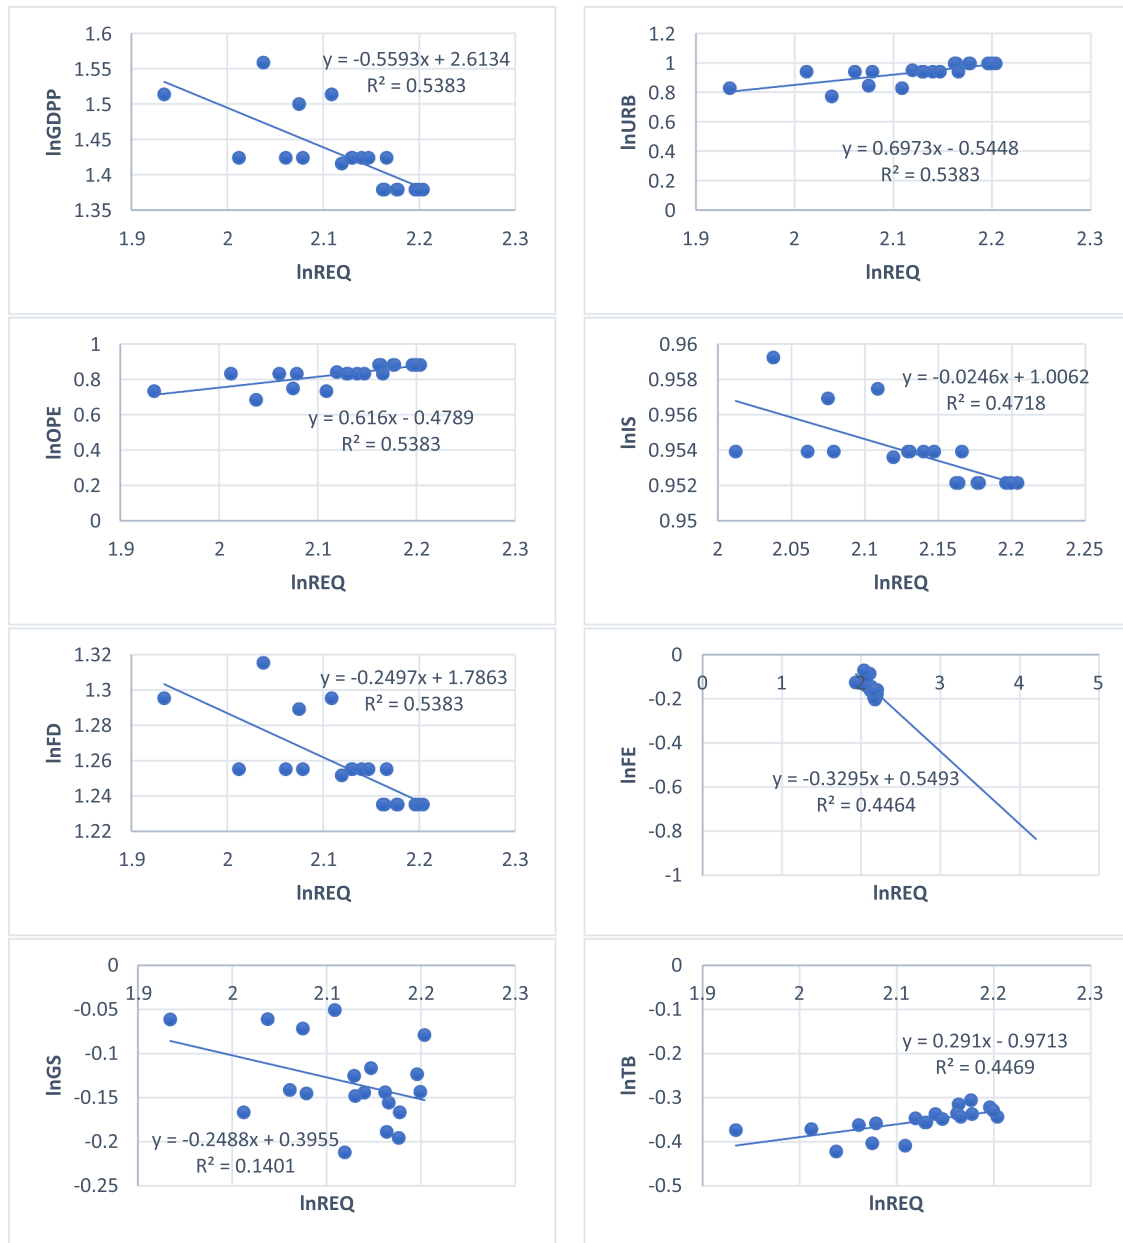 1.6
1.55
1.5
1.45
1.4
1.35
lnGDPP
y = -0.5593x + 2.6134
R² = 0.5383
1.9 2 2.1 2.2 2.3
lnREQ
1.2
1
0.8
0.6
0.4
0.2
0
lnURB
y = 0.6973x - 0.5448
R² = 0.5383
1.9 2 2.1 2.2 2.3
lnREQ
1
0.8
0.6
0.4
0.2
0
lnOPE
y = 0.616x - 0.4789
R² = 0.5383
1.9 2 2.1 2.2 2.3
lnREQ
0.96
0.958
0.956
0.954
0.952
0.95
lnIS
y = -0.0246x + 1.0062
R² = 0.4718
2 2.05 2.1 2.15 2.2 2.25
lnREQ
1.32
1.3
1.28
1.26
1.24
1.22
lnFD
y = -0.2497x + 1.7863
R² = 0.5383
1.9 2 2.1 2.2 2.3
lnREQ
0
-0.2
-0.4
-0.6
-0.8
-1
lnFE
0 1 2 3 4 5
y = -0.3295x + 0.5493
R² = 0.4464
lnREQ
0
-0.05
-0.1
-0.15
-0.2
-0.25
lnGS
1.9 2 2.1 2.2 2.3
y = -0.2488x + 0.3955
R² = 0.1401
lnREQ
0
-0.1
-0.2
-0.3
-0.4
-0.5
lnTB
1.9 2 2.1 2.2 2.3
y = 0.291x - 0.9713
R² = 0.4469
lnREQ